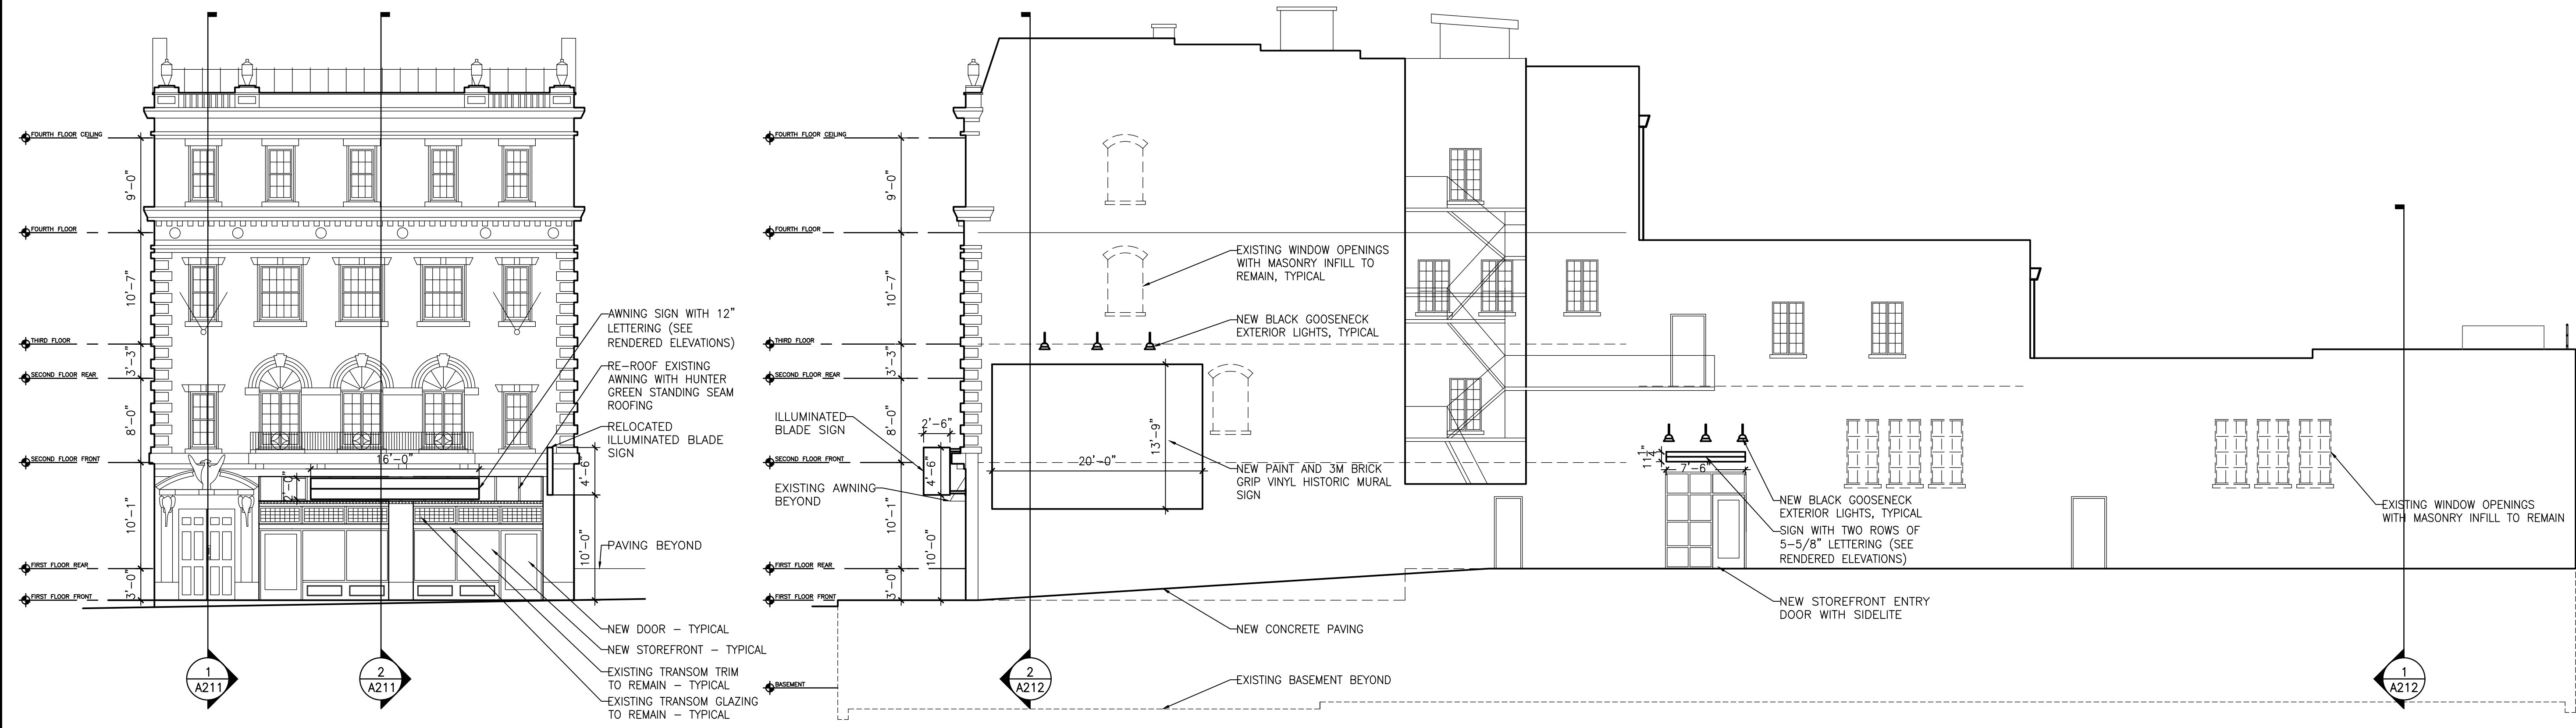 FOURTH FLOOR CEILING
9'-0"
FOURTH FLOOR
10'-7"
THIRD FLOOR
3'-3"
SECOND FLOOR REAR
8'-0"
SECOND FLOOR FRONT
10'-1"
FIRST FLOOR REAR
3'-0"
FIRST FLOOR FRONT
16'-0"
2'-0"
4'-6"
10'-0"
AWNING SIGN WITH 12"
LETTERING (SEE
RENDERED ELEVATIONS)
RE-ROOF EXISTING
AWNING WITH HUNTER
GREEN STANDING SEAM
ROOFING
RELOCATED
ILLUMINATED BLADE
SIGN
PAVING BEYOND
NEW DOOR - TYPICAL
NEW STOREFRONT - TYPICAL
EXISTING TRANSOM TRIM
TO REMAIN - TYPICAL
EXISTING TRANSOM GLAZING
TO REMAIN - TYPICAL
1
A211
2
A211
FOURTH FLOOR CEILING
9'-0"
FOURTH FLOOR
10'-7"
THIRD FLOOR
3'-3"
SECOND FLOOR REAR
8'-0"
SECOND FLOOR FRONT
10'-1"
FIRST FLOOR REAR
3'-0"
FIRST FLOOR FRONT
BASEMENT
ILLUMINATED
BLADE SIGN
2'-6"
4'-6"
10'-0"
EXISTING AWNING
BEYOND
20'-0"
13'-9"
EXISTING WINDOW OPENINGS
WITH MASONRY INFILL TO
REMAIN, TYPICAL
NEW BLACK GOOSENECK
EXTERIOR LIGHTS, TYPICAL
NEW PAINT AND 3M BRICK
GRIP VINYL HISTORIC MURAL
SIGN
NEW CONCRETE PAVING
EXISTING BASEMENT BEYOND
11 1/4"
7'-6"
NEW BLACK GOOSENECK
EXTERIOR LIGHTS, TYPICAL
SIGN WITH TWO ROWS OF
5-5/8" LETTERING (SEE
RENDERED ELEVATIONS)
NEW STOREFRONT ENTRY
DOOR WITH SIDELITE
EXISTING WINDOW OPENINGS
WITH MASONRY INFILL TO REMAIN
2
A212
1
A212